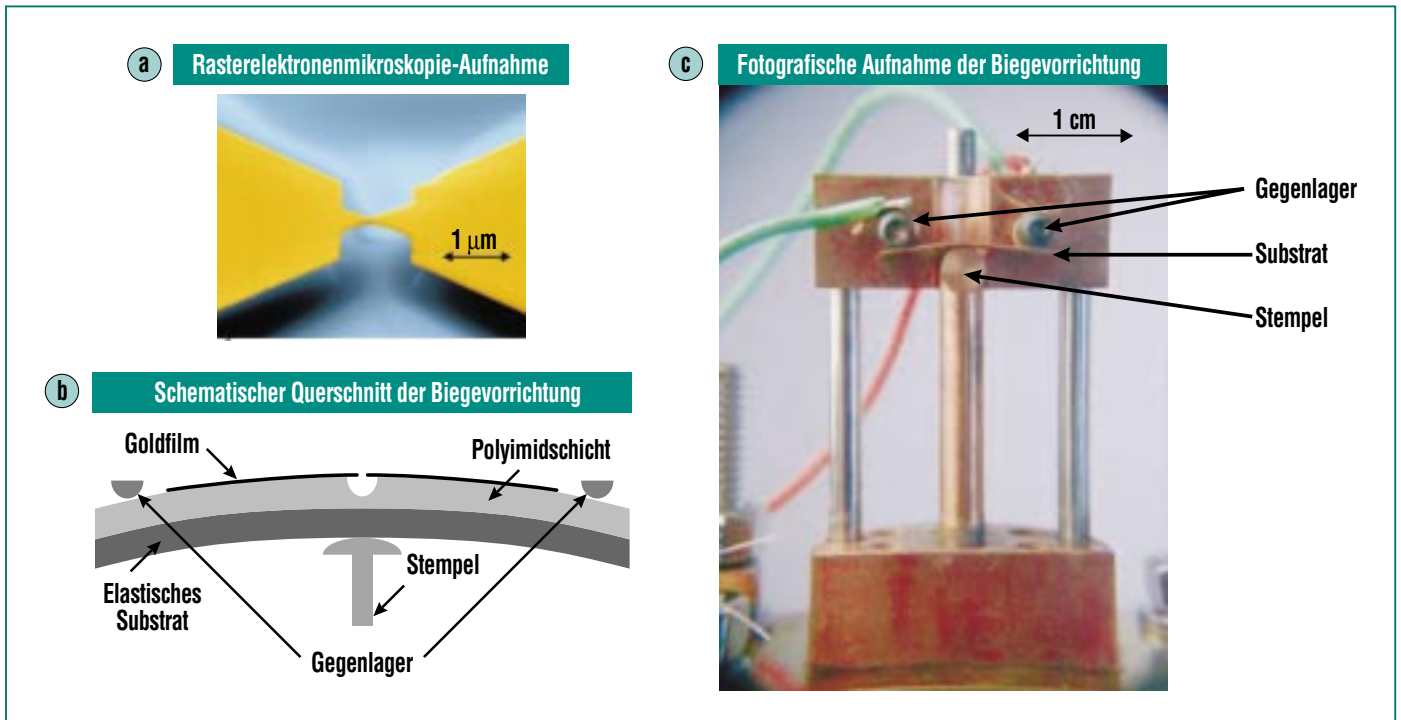 a
Rasterelektronenmikroskopie-Aufnahme
1 μm
b
Schematischer Querschnitt der Biegevorrichtung
Goldfilm
Polyimidschicht
Stempel
Elastisches
Substrat
Gegenlager
c
Fotografische Aufnahme der Biegevorrichtung
1 cm
Gegenlager
Substrat
Stempel